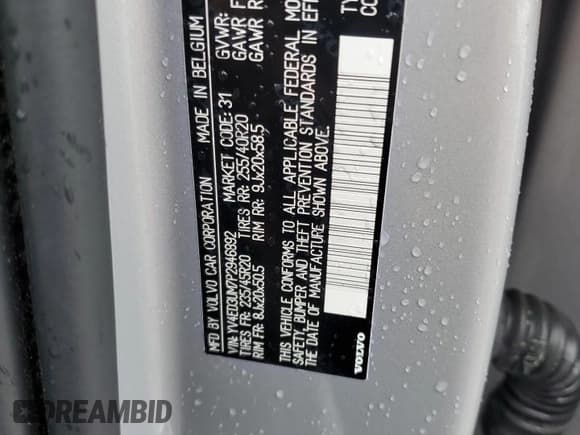 MFD BY VOLVO CAR CORPORATION MADE IN BELGIUM
VIN: YV4ED3UM7P2946392 MARKET CODE: 31
TIRES FR: 235/45R20 TIRES RR: 255/40R20
RIM FR: 8Jx20x50.5 RIM RR: 9Jx20x58.5
GVWR:
GAWR F
GAWR R
THIS VEHICLE CONFORMS TO ALL APPLICABLE FEDERAL MO
SAFETY, BUMPER AND THEFT PREVENTION STANDARDS IN EFF
THE DATE OF MANUFACTURE SHOWN ABOVE.
VOLVO
DREAMBID